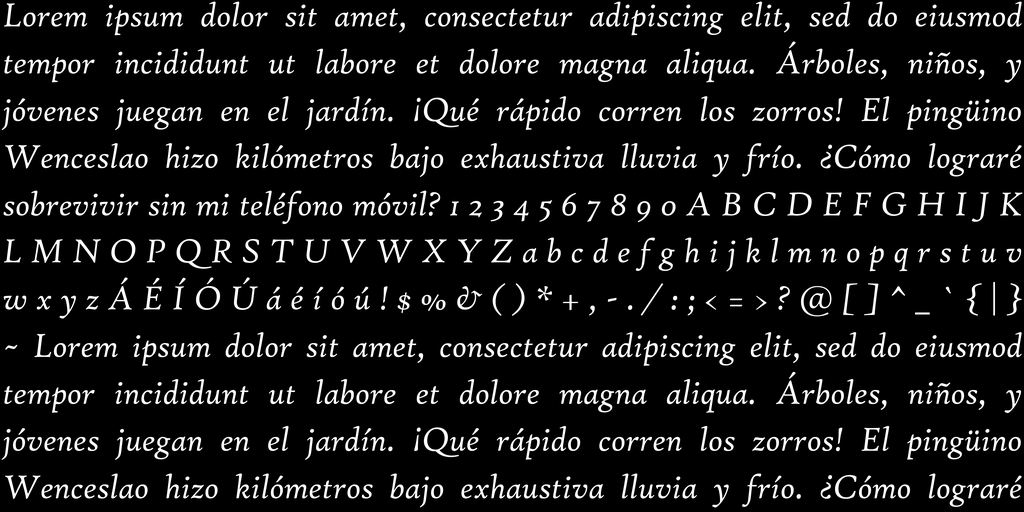 Lorem ipsum dolor sit amet, consectetur adipiscing elit, sed do eiusmod
tempor incididunt ut labore et dolore magna aliqua. Árboles, niños, y
jóvenes juegan en el jardín. ¡Qué rápido corren los zorros! El pingüino
Wenceslao hizo kilómetros bajo exhaustiva lluvia y frío. ¿Cómo lograré
sobrevivir sin mi teléfono móvil? 1 2 3 4 5 6 7 8 9 0 A B C D E F G H I J K
L M N O P Q R S T U V W X Y Z a b c d e f g h i j k l m n o p q r s t u v
w x y z Á É Í Ó Ú á é í ó ú ! $ % & ( ) * + , - . / : ; < = > ? @ [ ] ^ _ ` { | }
~ Lorem ipsum dolor sit amet, consectetur adipiscing elit, sed do eiusmod
tempor incididunt ut labore et dolore magna aliqua. Árboles, niños, y
jóvenes juegan en el jardín. ¡Qué rápido corren los zorros! El pingüino
Wenceslao hizo kilómetros bajo exhaustiva lluvia y frío. ¿Cómo lograré